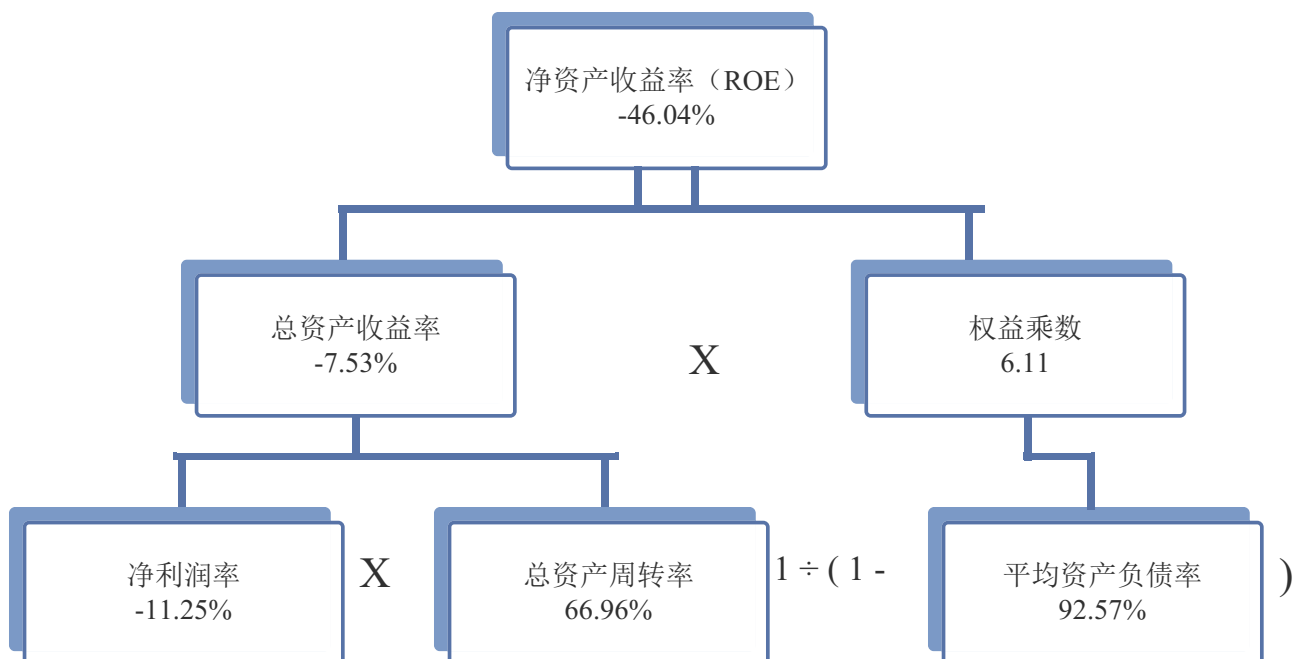 净资产收益率（ROE）
-46.04%
总资产收益率
-7.53%
X
权益乘数
6.11
净利润率
-11.25%
X
总资产周转率
66.96%
1 ÷ ( 1 -
平均资产负债率
92.57%
)